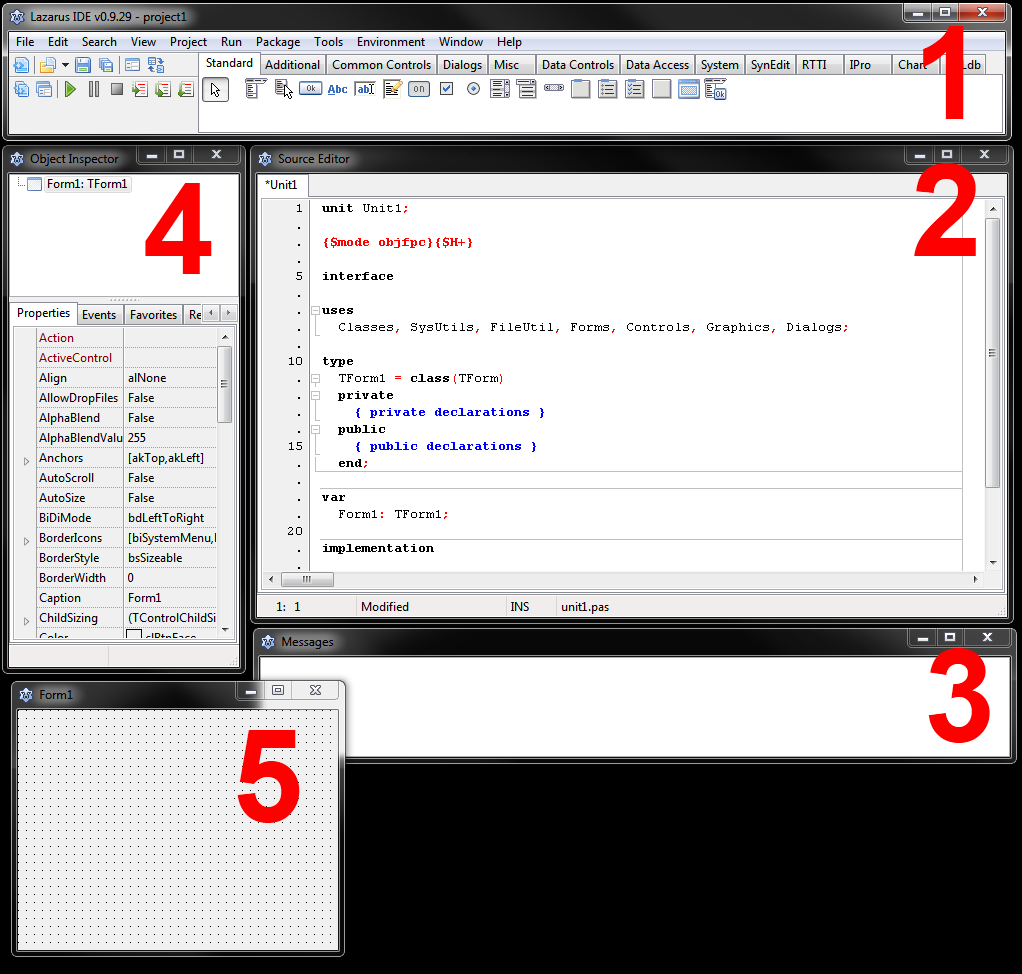 Lazarus IDE v0.9.29 - project1
File Edit Search View Project Run Package Tools Environment Window Help
Standard Additional Common Controls Dialogs Misc Data Controls Data Access System SynEdit RTTI IPro Chart
Ok Abc ab on Ok
1
Object Inspector
Form1: TForm1
4
Properties Events Favorites Re
Action
ActiveControl
Align alNone
AllowDropFiles False
AlphaBlend False
AlphaBlendValu 255
Anchors [akTop,akLeft]
AutoScroll False
AutoSize False
BiDiMode bdLeftToRight
BorderIcons [biSystemMenu,
BorderStyle bsSizeable
BorderWidth 0
Caption Form1
ChildSizing (TControlChildSi
Color clBtnFace
Source Editor
*Unit1
2
1 unit Unit1;
.
. {$mode objfpc}{$H+}
.
5 interface
.
. uses
. Classes, SysUtils, FileUtil, Forms, Controls, Graphics, Dialogs;
.
10 type
. TForm1 = class(TForm)
. private
. { private declarations }
. public
15 { public declarations }
. end;
.
. var
. Form1: TForm1;
20
. implementation
.
1: 1 Modified INS unit1.pas
Messages
3
Form1
5